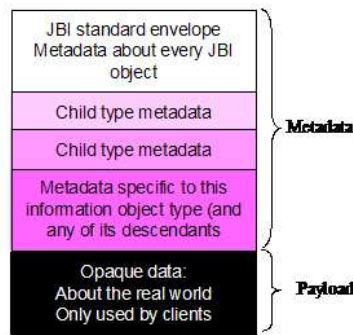 JBI standard envelope
Metadata about every JBI
object
Child type metadata
Child type metadata
Metadata specific to this
information object type (and
any of its descendants
Metadata
Opaque data:
About the real world
Only used by clients
Payload